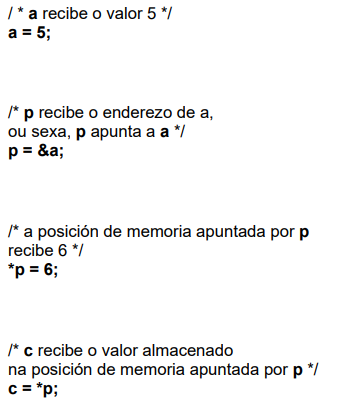 / * a recibe o valor 5 */
a = 5;
/* p recibe o enderezo de a,
ou sexa, p apunta a a */
p = &a;
/* a posición de memoria apuntada por p
recibe 6 */
*p = 6;
/* c recibe o valor almacenado
na posición de memoria apuntada por p */
c = *p;